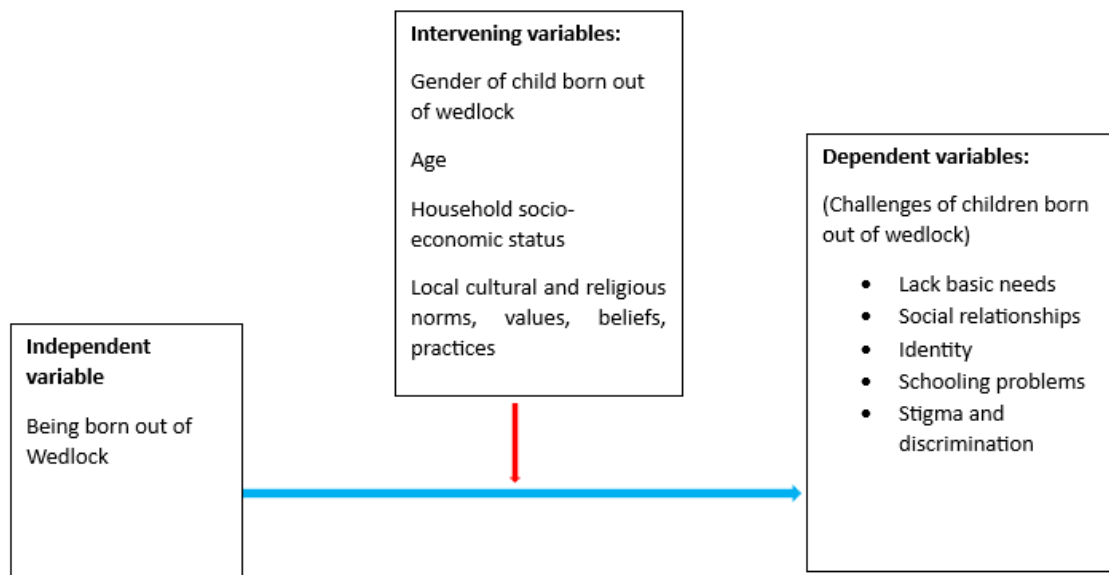 Intervening variables:
Gender of child born out
of wedlock
Age
Household socio-
economic status
Local cultural and religious
norms, values, beliefs,
practices
Independent
variable
Being born out of
Wedlock
Dependent variables:
(Challenges of children born
out of wedlock)
• Lack basic needs
• Social relationships
• Identity
• Schooling problems
• Stigma and
discrimination